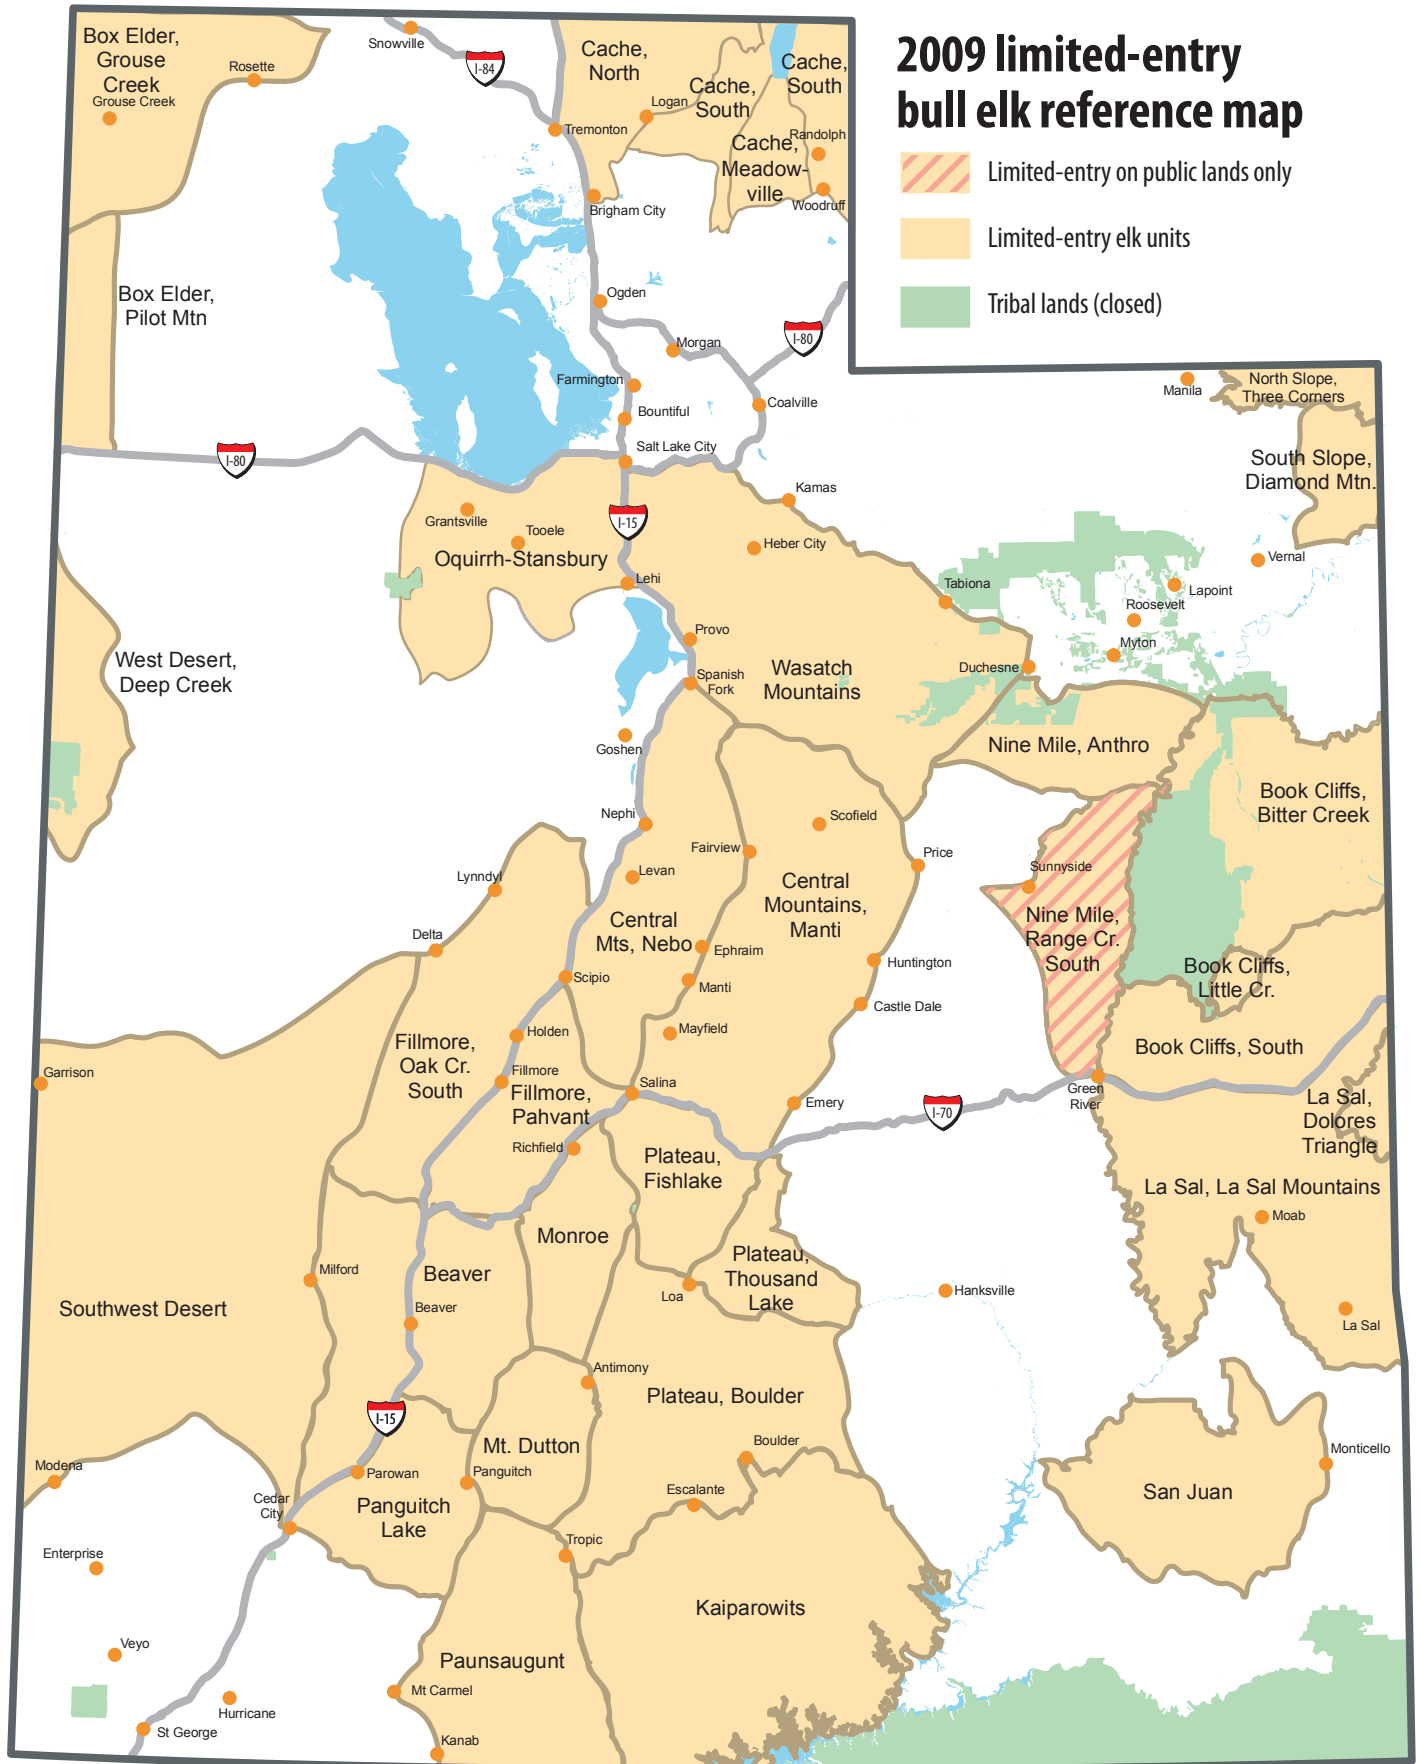 2009 limited-entry
bull elk reference map
Limited-entry on public lands only
Limited-entry elk units
Tribal lands (closed)
Box Elder,
Grouse
Creek
Grouse Creek
Rosette
Snowville
I-84
Cache,
North
Cache,
South
Cache,
South
Logan
Tremonton
Randolph
Cache,
Meadow-
ville
Woodruff
Brigham City
Box Elder,
Pilot Mtn
Ogden
I-80
Morgan
Farmington
Coalville
Bountiful
Salt Lake City
I-80
Manila
North Slope,
Three Corners
South Slope,
Diamond Mtn.
Kamas
Grantsville
Tooele
I-15
Oquirrh-Stansbury
Heber City
Vernal
Lehi
Tabiona
Lapoint
Roosevelt
Provo
Myton
West Desert,
Deep Creek
Wasatch
Mountains
Duchesne
Spanish
Fork
Goshen
Nine Mile, Anthro
Book Cliffs,
Bitter Creek
Nephi
Scofield
Fairview
Price
Sunnyside
Levan
Lynndyl
Central
Mountains,
Manti
Central
Mts, Nebo
Nine Mile,
Range Cr.
South
Delta
Ephraim
Huntington
Book Cliffs,
Little Cr.
Scipio
Manti
Castle Dale
Holden
Mayfield
Fillmore,
Oak Cr.
South
Book Cliffs, South
Garrison
Fillmore
Fillmore,
Pahvant
Salina
Green
River
Emery
I-70
La Sal,
Dolores
Triangle
Richfield
Plateau,
Fishlake
La Sal, La Sal Mountains
Moab
Monroe
Plateau,
Thousand
Lake
Milford
Beaver
Loa
Hanksville
Southwest Desert
Beaver
La Sal
Antimony
Plateau, Boulder
I-15
Mt. Dutton
Boulder
Monticello
Modena
Parowan
Panguitch
Escalante
San Juan
Cedar
City
Panguitch
Lake
Tropic
Enterprise
Kaiparowits
Veyo
Paunsaugunt
Mt Carmel
Hurricane
St George
Kanab